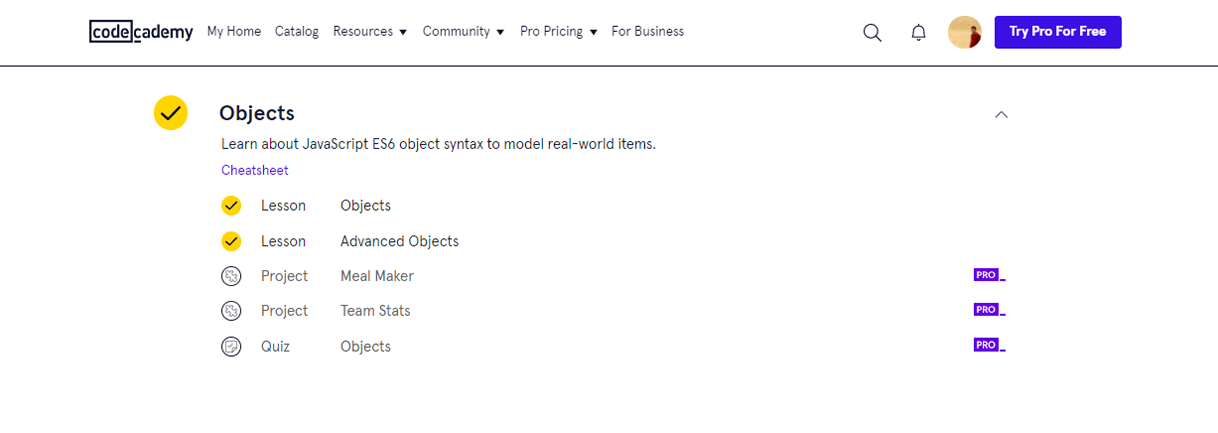 codecademy My Home Catalog Resources Community Pro Pricing For Business Try Pro For Free
Objects
Learn about JavaScript ES6 object syntax to model real-world items.
Cheatsheet
Lesson Objects
Lesson Advanced Objects
Project Meal Maker PRO
Project Team Stats PRO
Quiz Objects PRO